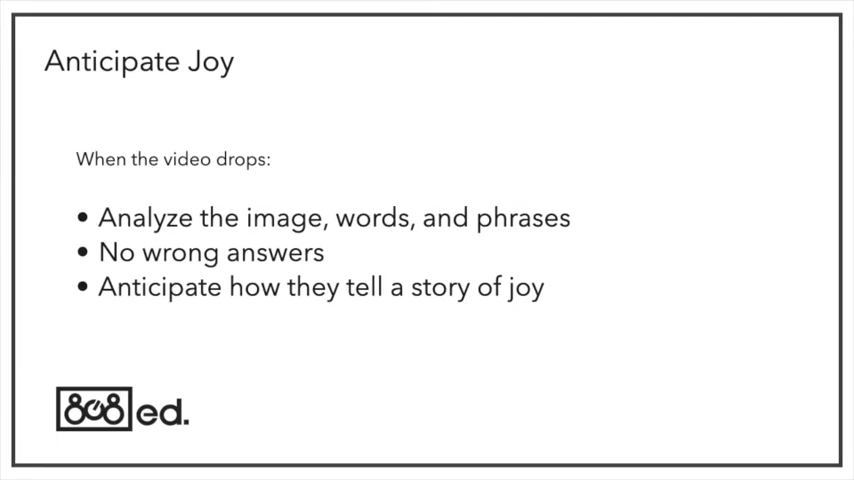 Anticipate Joy
When the video drops:
• Analyze the image, words, and phrases
• No wrong answers
• Anticipate how they tell a story of joy
808 ed.